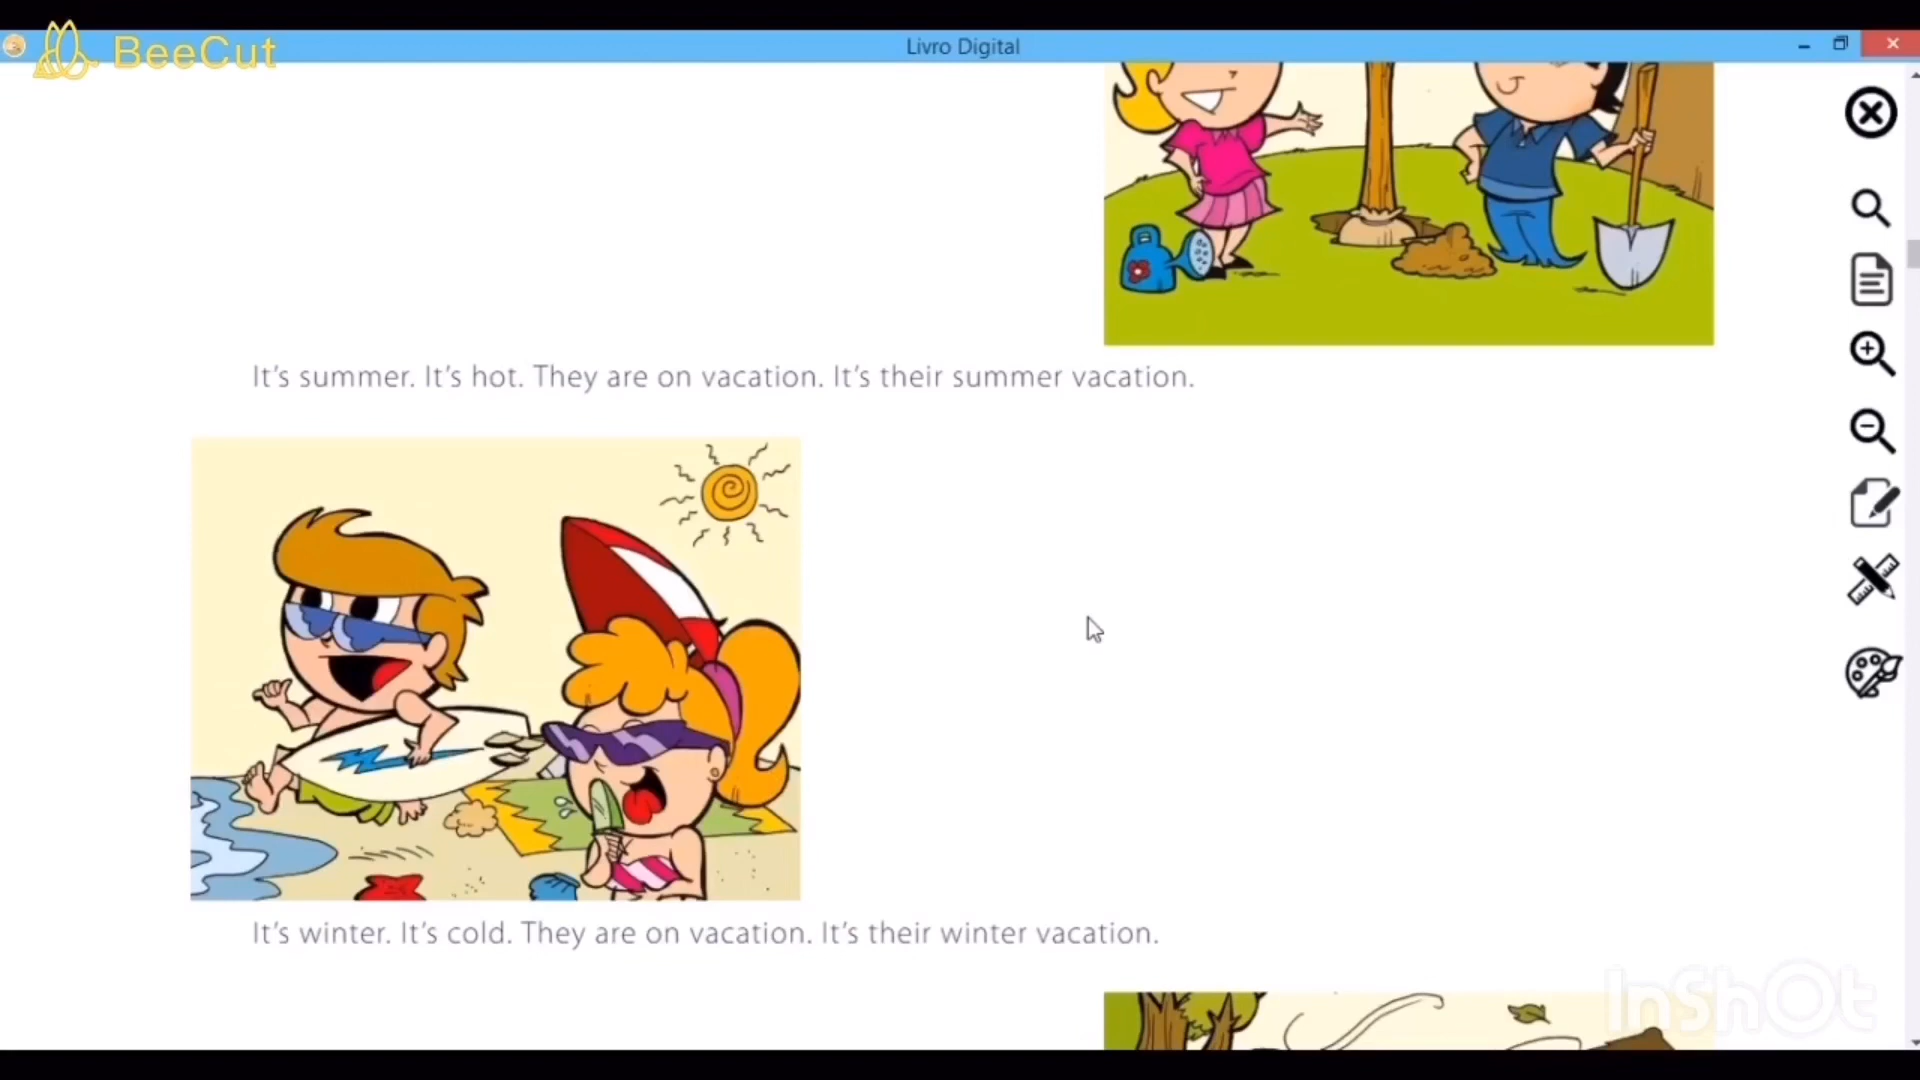 BeeCut
Livro Digital
It's summer. It's hot. They are on vacation. It's their summer vacation.
It's winter. It's cold. They are on vacation. It's their winter vacation.
InShOt